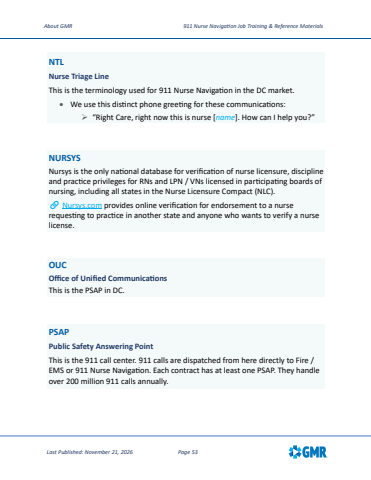 About GMR
911 Nurse Navigation Job Training & Reference Materials
NTL
Nurse Triage Line
This is the terminology used for 911 Nurse Navigation in the DC market.
• We use this distinct phone greeting for these communications:
➢ “Right Care, right now this is nurse [name]. How can I help you?”
NURSYS
Nursys is the only national database for verification of nurse licensure, discipline
and practice privileges for RNs and LPN / VNs licensed in participating boards of
nursing, including all states in the Nurse Licensure Compact (NLC).
Nursys.com provides online verification for endorsement to a nurse
requesting to practice in another state and anyone who wants to verify a nurse
license.
OUC
Office of Unified Communications
This is the PSAP in DC.
PSAP
Public Safety Answering Point
This is the 911 call center. 911 calls are dispatched from here directly to Fire /
EMS or 911 Nurse Navigation. Each contract has at least one PSAP. They handle
over 200 million 911 calls annually.
Last Published: November 21, 2026
Page 53
GMR